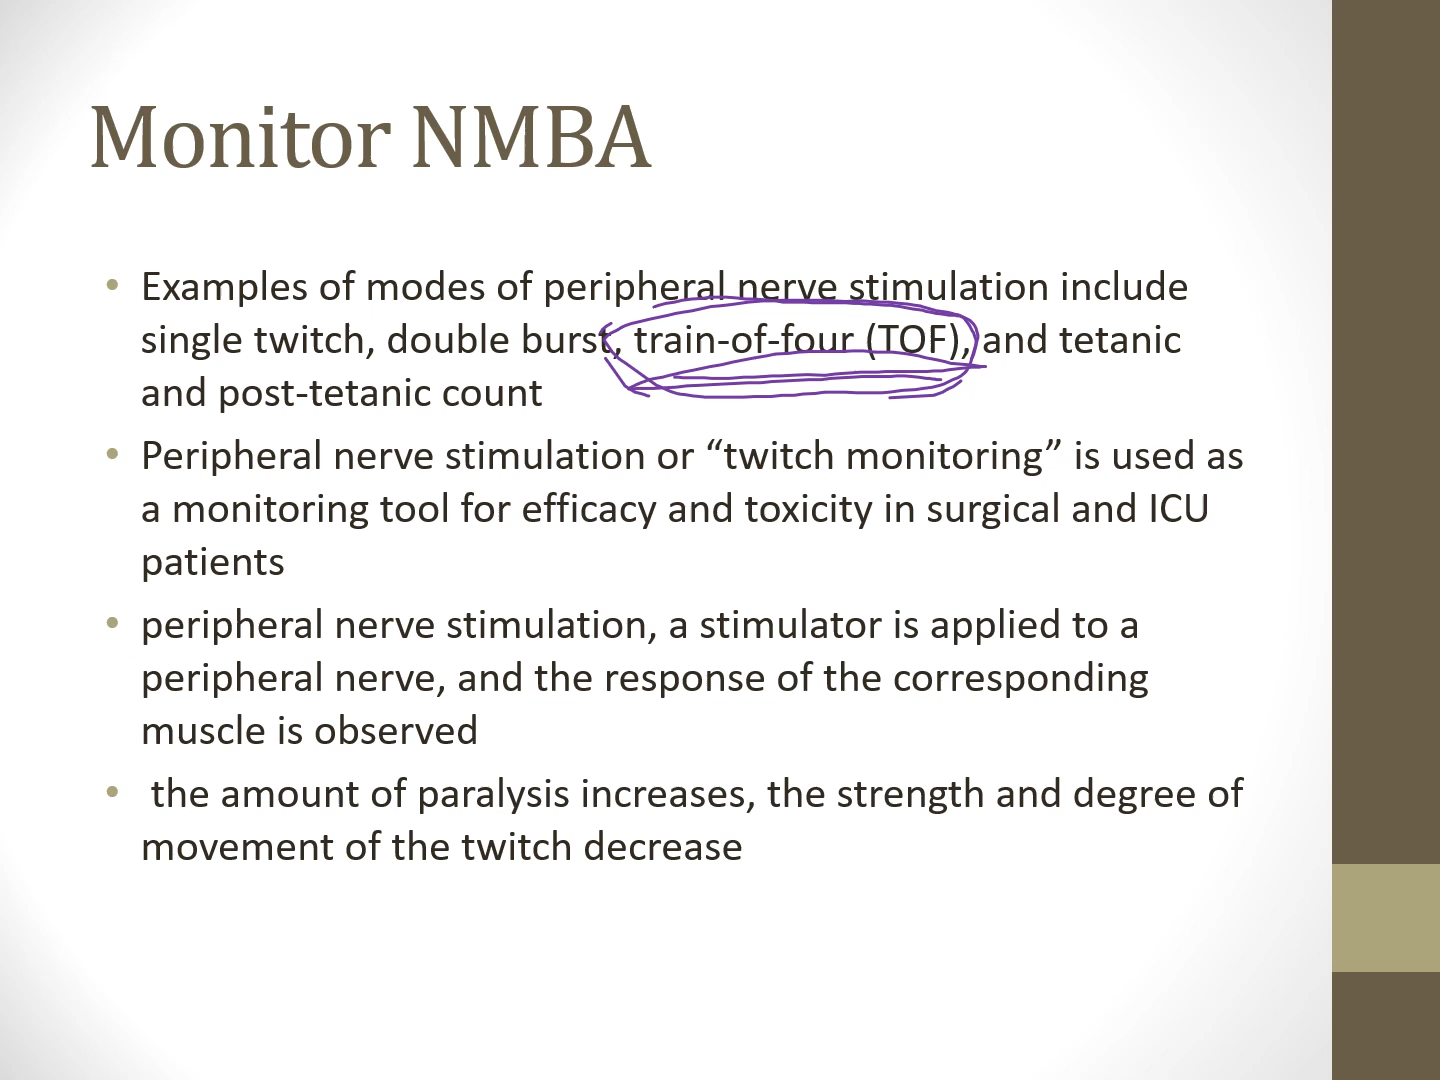 Monitor NMBA
• Examples of modes of peripheral nerve stimulation include
single twitch, double burst, train-of-four (TOF), and tetanic
and post-tetanic count
• Peripheral nerve stimulation or “twitch monitoring” is used as
a monitoring tool for efficacy and toxicity in surgical and ICU
patients
• peripheral nerve stimulation, a stimulator is applied to a
peripheral nerve, and the response of the corresponding
muscle is observed
• the amount of paralysis increases, the strength and degree of
movement of the twitch decrease